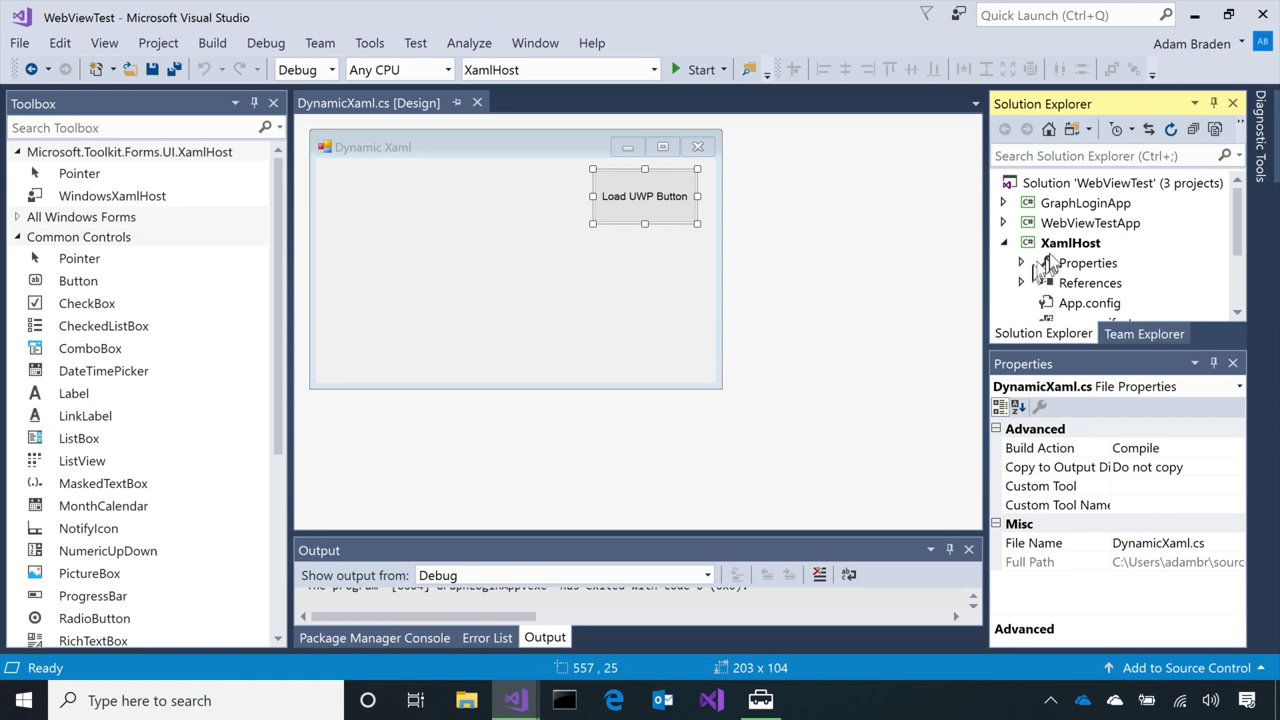 WebViewTest - Microsoft Visual Studio
Quick Launch (Ctrl+Q)
File Edit View Project Build Debug Team Tools Test Analyze Window Help
Adam Braden AB
Debug Any CPU XamlHost Start
Toolbox
Search Toolbox
Microsoft.Toolkit.Forms.UI.XamlHost
Pointer
WindowsXamlHost
All Windows Forms
Common Controls
Pointer
Button
CheckBox
CheckedListBox
ComboBox
DateTimePicker
Label
LinkLabel
ListBox
ListView
MaskedTextBox
MonthCalendar
NotifyIcon
NumericUpDown
PictureBox
ProgressBar
RadioButton
RichTextBox
DynamicXaml.cs [Design]
Dynamic Xaml
Load UWP Button
Output
Show output from: Debug
Package Manager Console Error List Output
Solution Explorer
Search Solution Explorer (Ctrl+;)
Solution 'WebViewTest' (3 projects)
C# GraphLoginApp
C# WebViewTestApp
C# XamlHost
Properties
References
App.config
Solution Explorer Team Explorer
Properties
DynamicXaml.cs File Properties
Advanced
Build Action Compile
Copy to Output Di Do not copy
Custom Tool
Custom Tool Name
Misc
File Name DynamicXaml.cs
Full Path C:\Users\adambr\sourc
Advanced
Diagnostic Tools
Ready 557 , 25 203 x 104 Add to Source Control
Type here to search